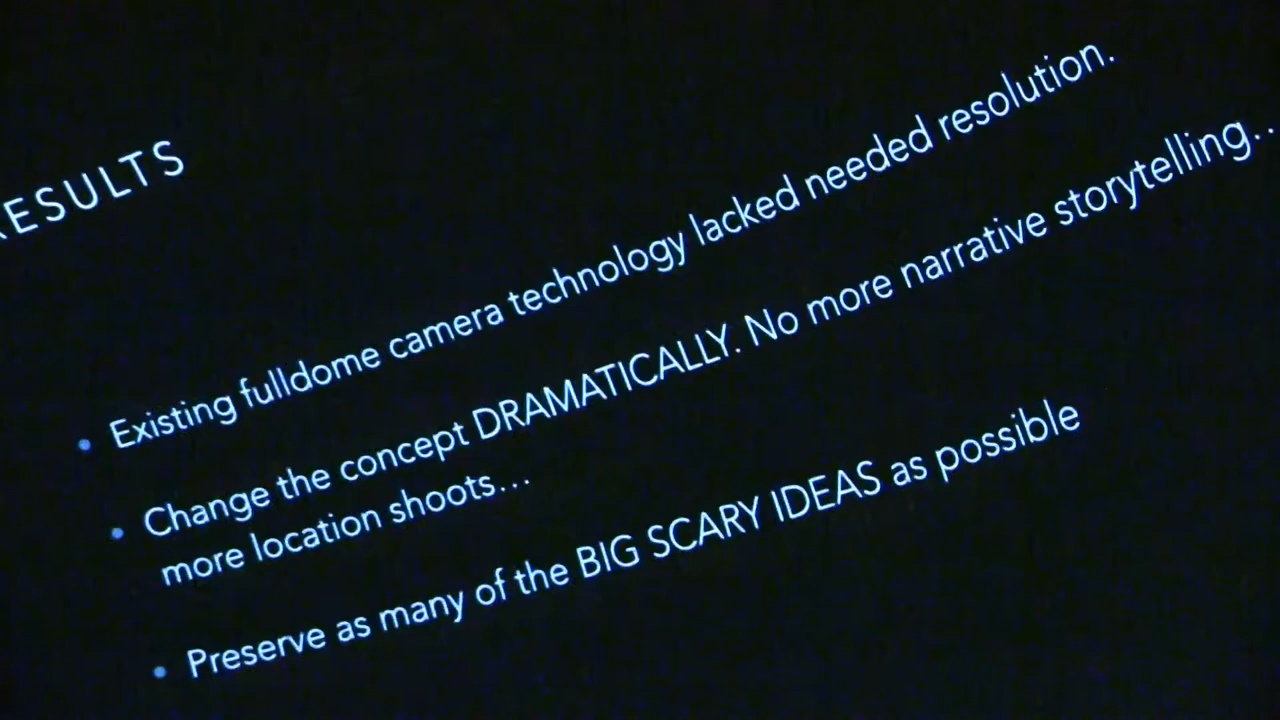 RESULTS
• Existing fulldome camera technology lacked needed resolution.
• Change the concept DRAMATICALLY. No more narrative storytelling...
more location shoots...
• Preserve as many of the BIG SCARY IDEAS as possible